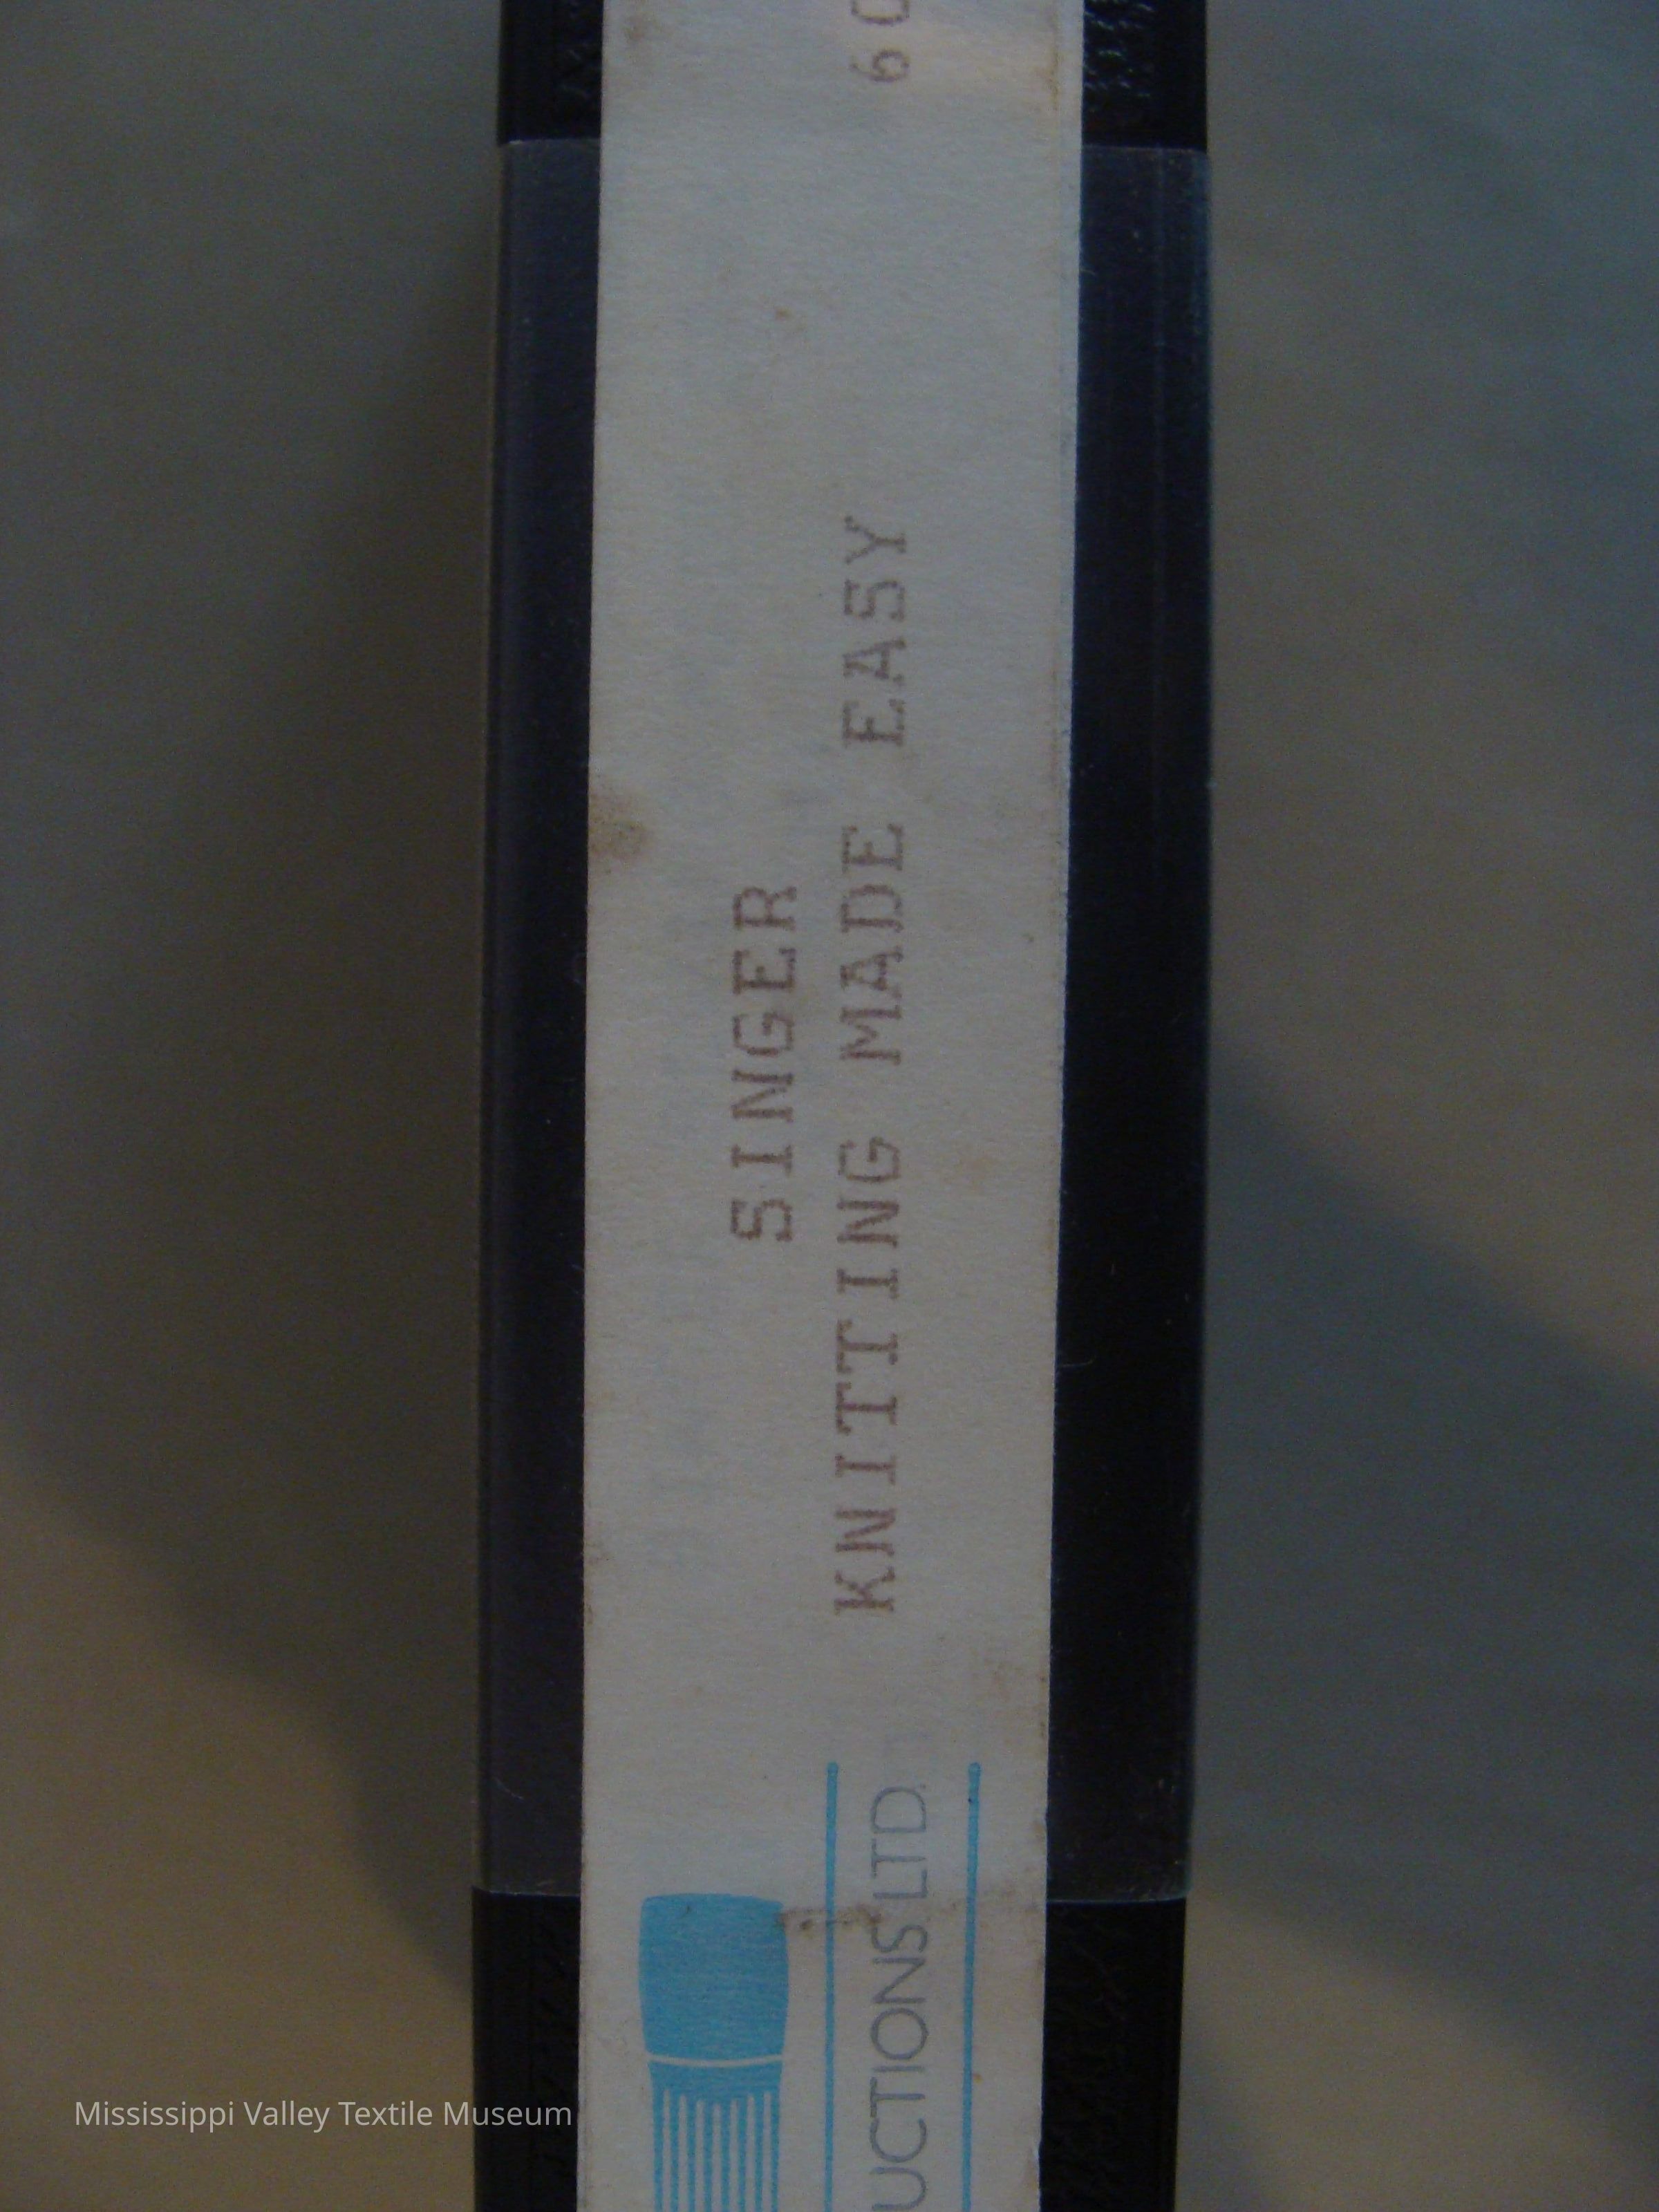 SINGER
KNITTING MADE EASY
UCTIONS LTD.
Mississippi Valley Textile Museum